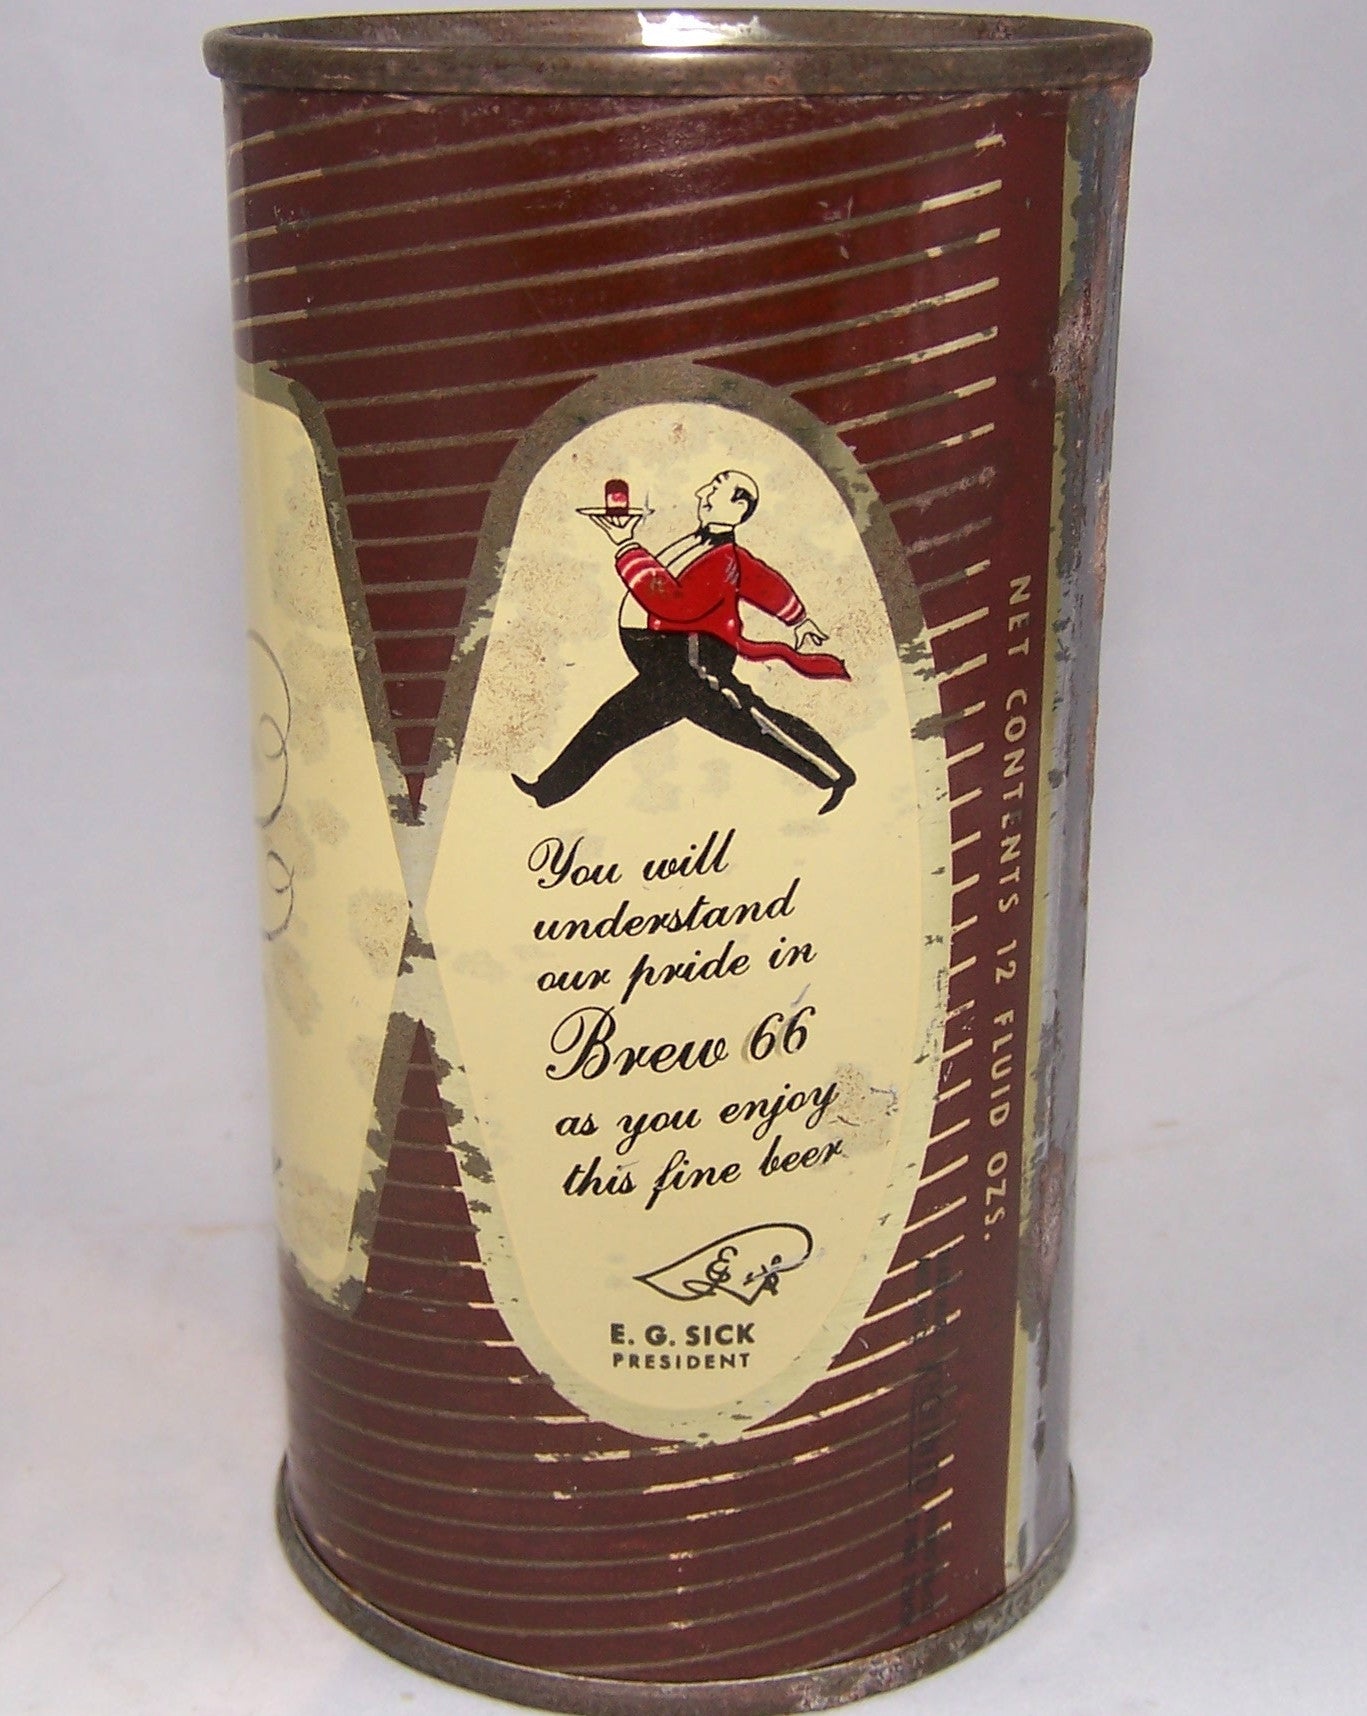 You will
understand
our pride in
Brew 66
as you enjoy
this fine beer
E. G. SICK
PRESIDENT
NET CONTENTS 12 FLUID OZS.